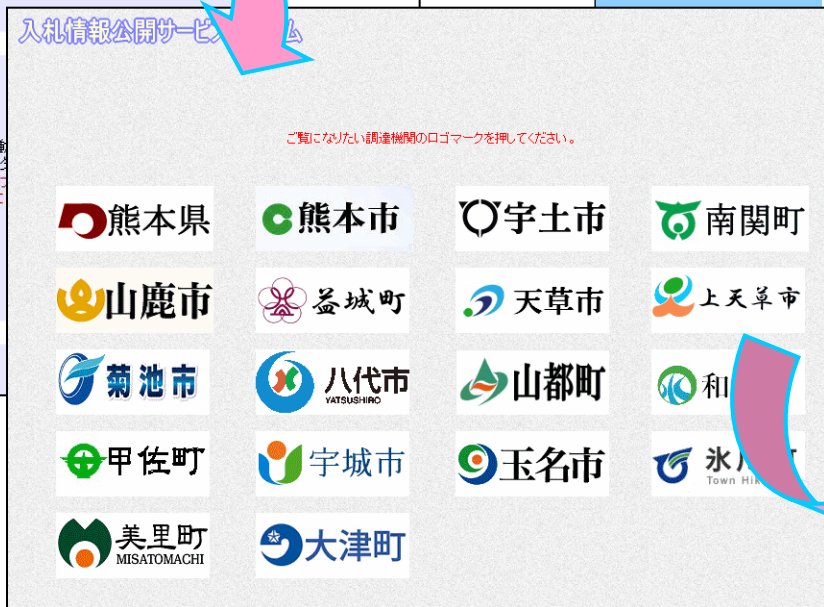 入札情報公開サービス
ム
ご覧になりたい調達機関のロゴマークを押してください。
熊本県
熊本市
宇土市
南関町
山鹿市
益城町
天草市
上天草市
菊池市
八代市
YATSUSHIRO
山都町
和
甲佐町
宇城市
玉名市
氷川町
Town Hik
美里町
MISATOMACHI
大津町